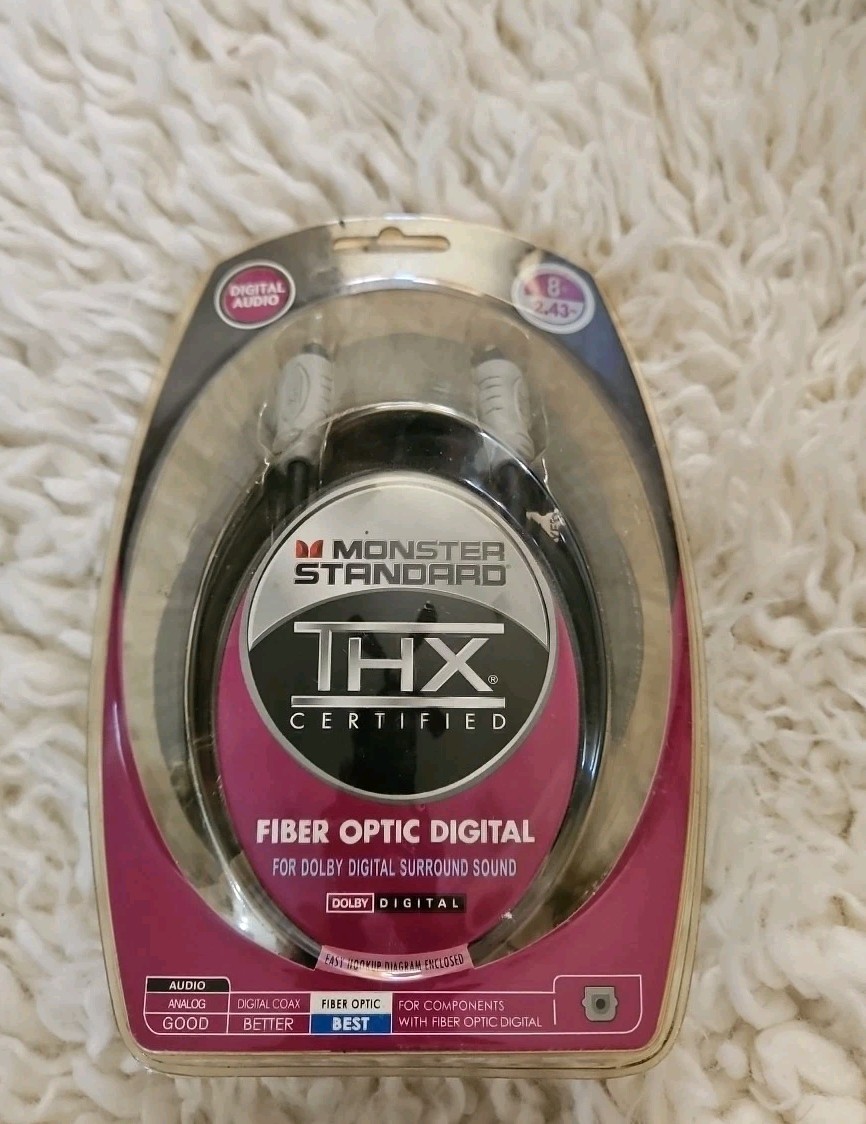 DIGITAL
AUDIO
8
2.43
MONSTER
STANDARD
THX®
CERTIFIED
FIBER OPTIC DIGITAL
FOR DOLBY DIGITAL SURROUND SOUND
DOLBY DIGITAL
EASY HOOKUP DIAGRAM ENCLOSED
AUDIO
ANALOG DIGITAL COAX FIBER OPTIC FOR COMPONENTS
GOOD BETTER BEST WITH FIBER OPTIC DIGITAL